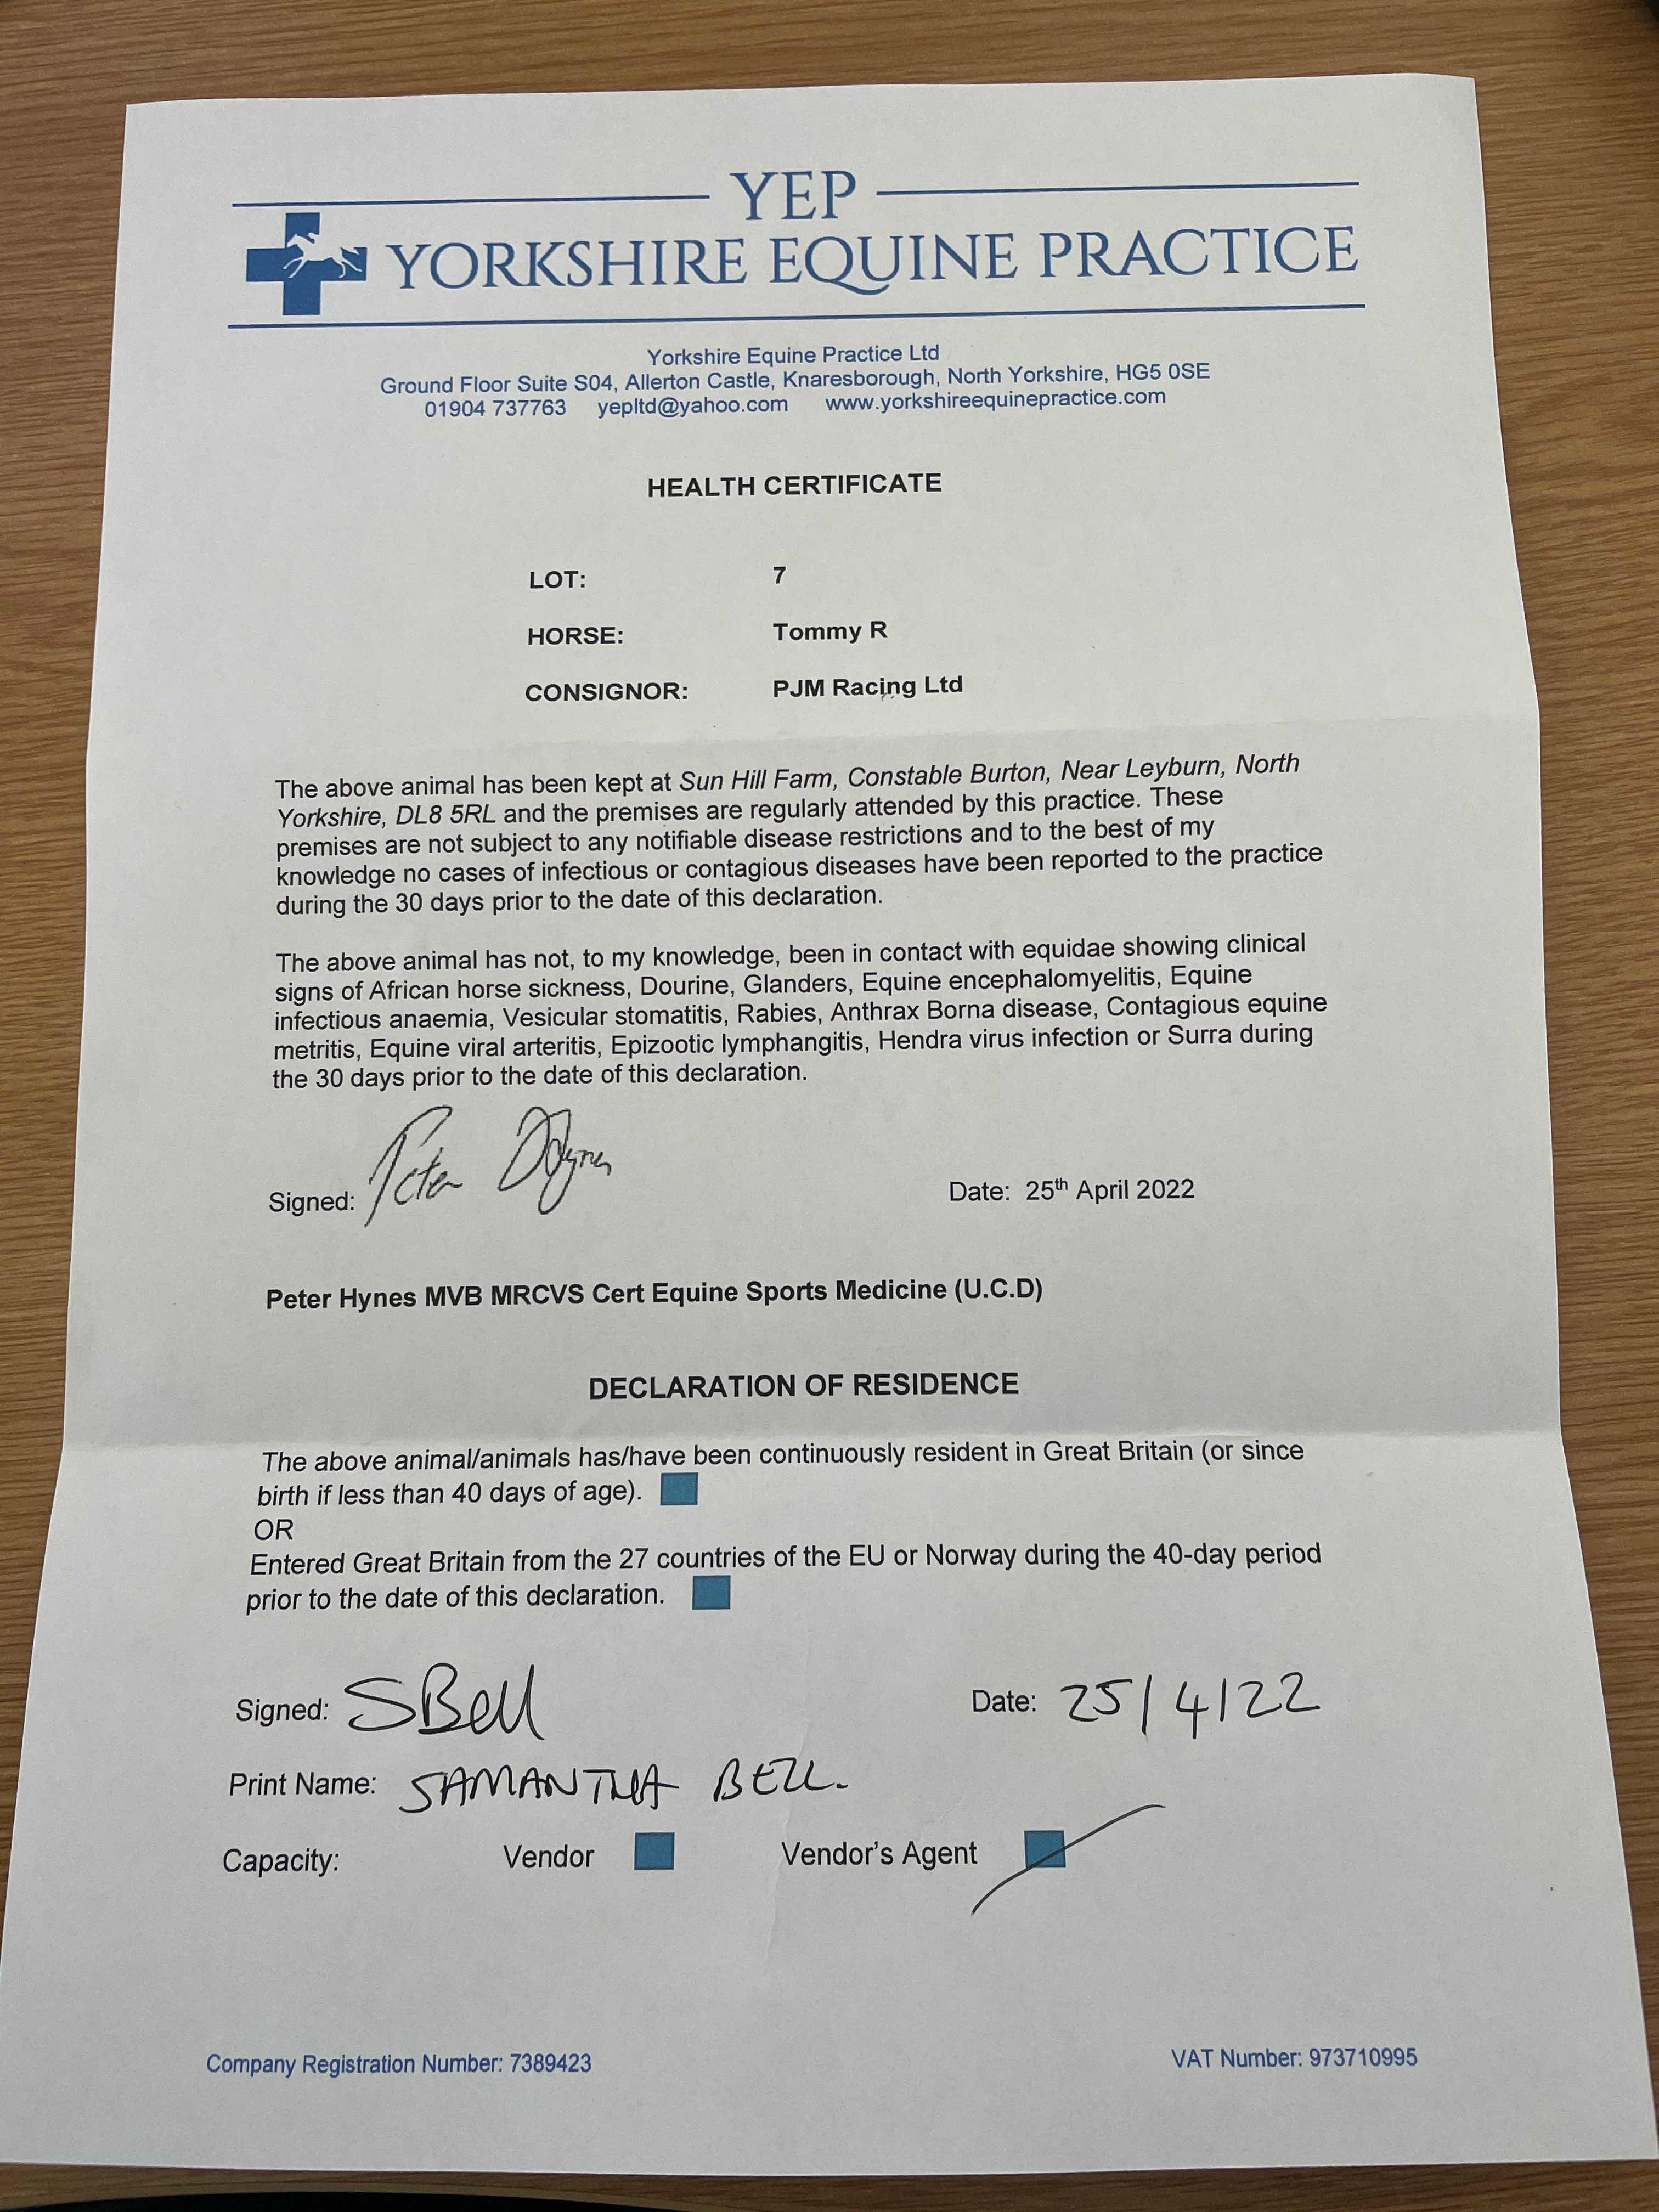 YEP
YORKSHIRE EQUINE PRACTICE
Yorkshire Equine Practice Ltd
Ground Floor Suite S04, Allerton Castle, Knaresborough, North Yorkshire, HG5 0SE
01904 737763 yepltd@yahoo.com www.yorkshireequinepractice.com
HEALTH CERTIFICATE
LOT: 7
HORSE: Tommy R
CONSIGNOR: PJM Racing Ltd
The above animal has been kept at Sun Hill Farm, Constable Burton, Near Leyburn, North
Yorkshire, DL8 5RL and the premises are regularly attended by this practice. These
premises are not subject to any notifiable disease restrictions and to the best of my
knowledge no cases of infectious or contagious diseases have been reported to the practice
during the 30 days prior to the date of this declaration.
The above animal has not, to my knowledge, been in contact with equidae showing clinical
signs of African horse sickness, Dourine, Glanders, Equine encephalomyelitis, Equine
infectious anaemia, Vesicular stomatitis, Rabies, Anthrax Borna disease, Contagious equine
metritis, Equine viral arteritis, Epizootic lymphangitis, Hendra virus infection or Surra during
the 30 days prior to the date of this declaration.
Signed: Peter Hynes Date: 25th April 2022
Peter Hynes MVB MRCVS Cert Equine Sports Medicine (U.C.D)
DECLARATION OF RESIDENCE
The above animal/animals has/have been continuously resident in Great Britain (or since
birth if less than 40 days of age).
OR
Entered Great Britain from the 27 countries of the EU or Norway during the 40-day period
prior to the date of this declaration.
Signed: SBell Date: 25/4/22
Print Name: SAMANTHA BELL.
Capacity: Vendor Vendor's Agent
Company Registration Number: 7389423 VAT Number: 973710995